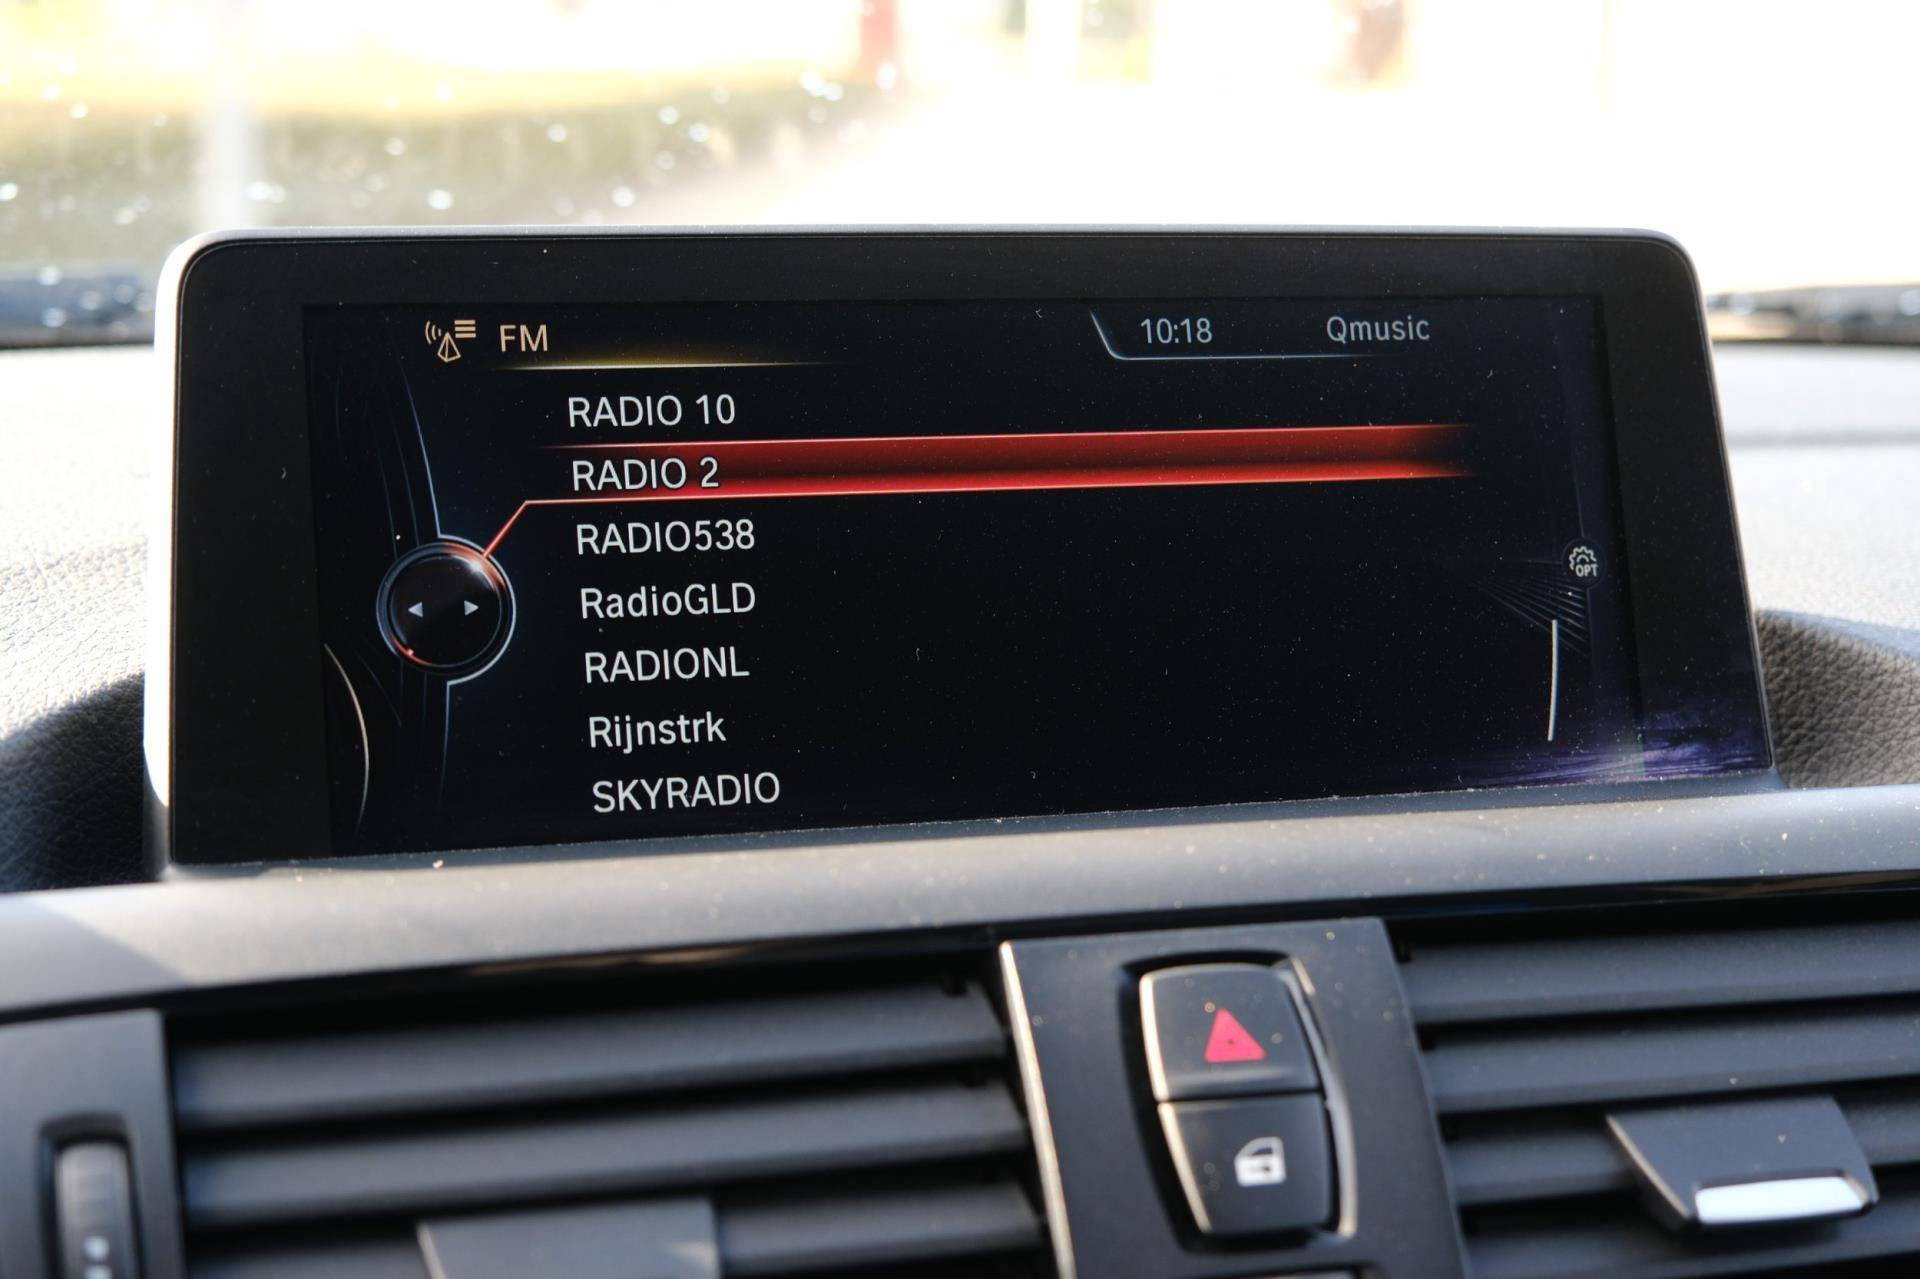 FM
10:18 Qmusic
RADIO 10
RADIO 2
RADIO538
RadioGLD
OPT
RADIONL
Rijnstrk
SKYRADIO